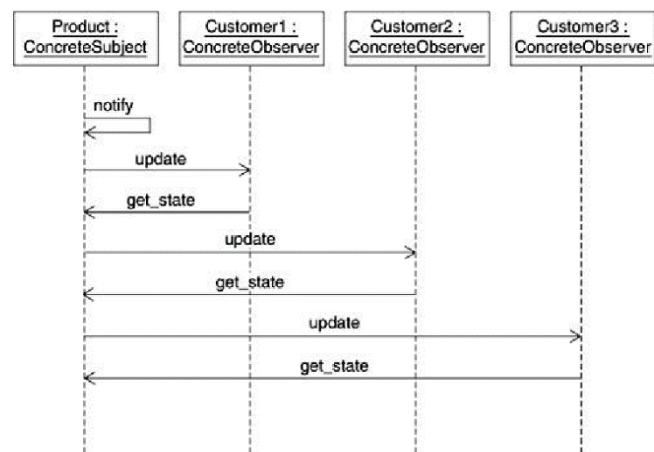 Product :
ConcreteSubject
Customer1 :
ConcreteObserver
Customer2 :
ConcreteObserver
Customer3 :
ConcreteObserver
notify
update
get_state
update
get_state
update
get_state